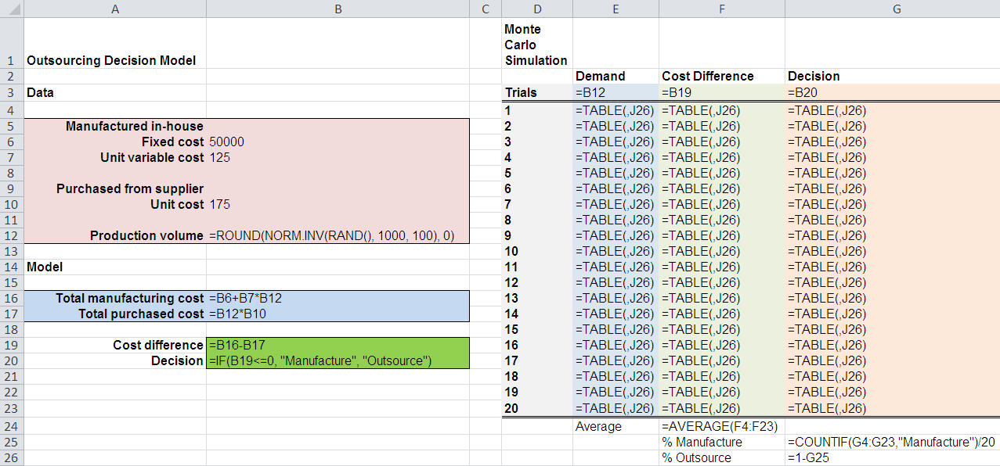 A B C D E F G
1 Outsourcing Decision Model Monte Carlo Simulation
2 Demand Cost Difference Decision
3 Data Trials =B12 =B19 =B20
4 1 =TABLE(,J26) =TABLE(,J26) =TABLE(,J26)
5 Manufactured in-house 2 =TABLE(,J26) =TABLE(,J26) =TABLE(,J26)
6 Fixed cost 50000 3 =TABLE(,J26) =TABLE(,J26) =TABLE(,J26)
7 Unit variable cost 125 4 =TABLE(,J26) =TABLE(,J26) =TABLE(,J26)
8 5 =TABLE(,J26) =TABLE(,J26) =TABLE(,J26)
9 Purchased from supplier 6 =TABLE(,J26) =TABLE(,J26) =TABLE(,J26)
10 Unit cost 175 7 =TABLE(,J26) =TABLE(,J26) =TABLE(,J26)
11 8 =TABLE(,J26) =TABLE(,J26) =TABLE(,J26)
12 Production volume =ROUND(NORM.INV(RAND(), 1000, 100), 0) 9 =TABLE(,J26) =TABLE(,J26) =TABLE(,J26)
13 10 =TABLE(,J26) =TABLE(,J26) =TABLE(,J26)
14 Model 11 =TABLE(,J26) =TABLE(,J26) =TABLE(,J26)
15 12 =TABLE(,J26) =TABLE(,J26) =TABLE(,J26)
16 Total manufacturing cost =B6+B7*B12 13 =TABLE(,J26) =TABLE(,J26) =TABLE(,J26)
17 Total purchased cost =B12*B10 14 =TABLE(,J26) =TABLE(,J26) =TABLE(,J26)
18 15 =TABLE(,J26) =TABLE(,J26) =TABLE(,J26)
19 Cost difference =B16-B17 16 =TABLE(,J26) =TABLE(,J26) =TABLE(,J26)
20 Decision =IF(B19<=0, "Manufacture", "Outsource") 17 =TABLE(,J26) =TABLE(,J26) =TABLE(,J26)
21 18 =TABLE(,J26) =TABLE(,J26) =TABLE(,J26)
22 19 =TABLE(,J26) =TABLE(,J26) =TABLE(,J26)
23 20 =TABLE(,J26) =TABLE(,J26) =TABLE(,J26)
24 Average =AVERAGE(F4:F23)
25 % Manufacture =COUNTIF(G4:G23,"Manufacture")/20
26 % Outsource =1-G25